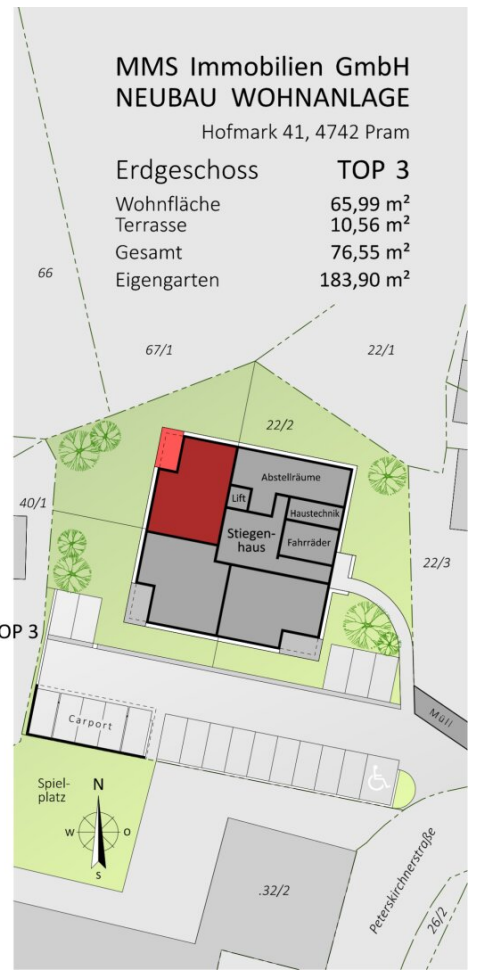 MMS Immobilien GmbH
NEUBAU WOHNANLAGE
Hofmark 41, 4742 Pram
Erdgeschoss TOP 3
Wohnfläche 65,99 m²
Terrasse 10,56 m²
Gesamt 76,55 m²
Eigengarten 183,90 m²
66
67/1
22/1
22/2
Abstellräume
40/1
Lift
Haustechnik
Stiegen-
haus
Fahrräder
22/3
OP 3
Müll
Carport
Spiel-
platz
N
W O
S
.32/2
Peterskirchnerstraße
26/2